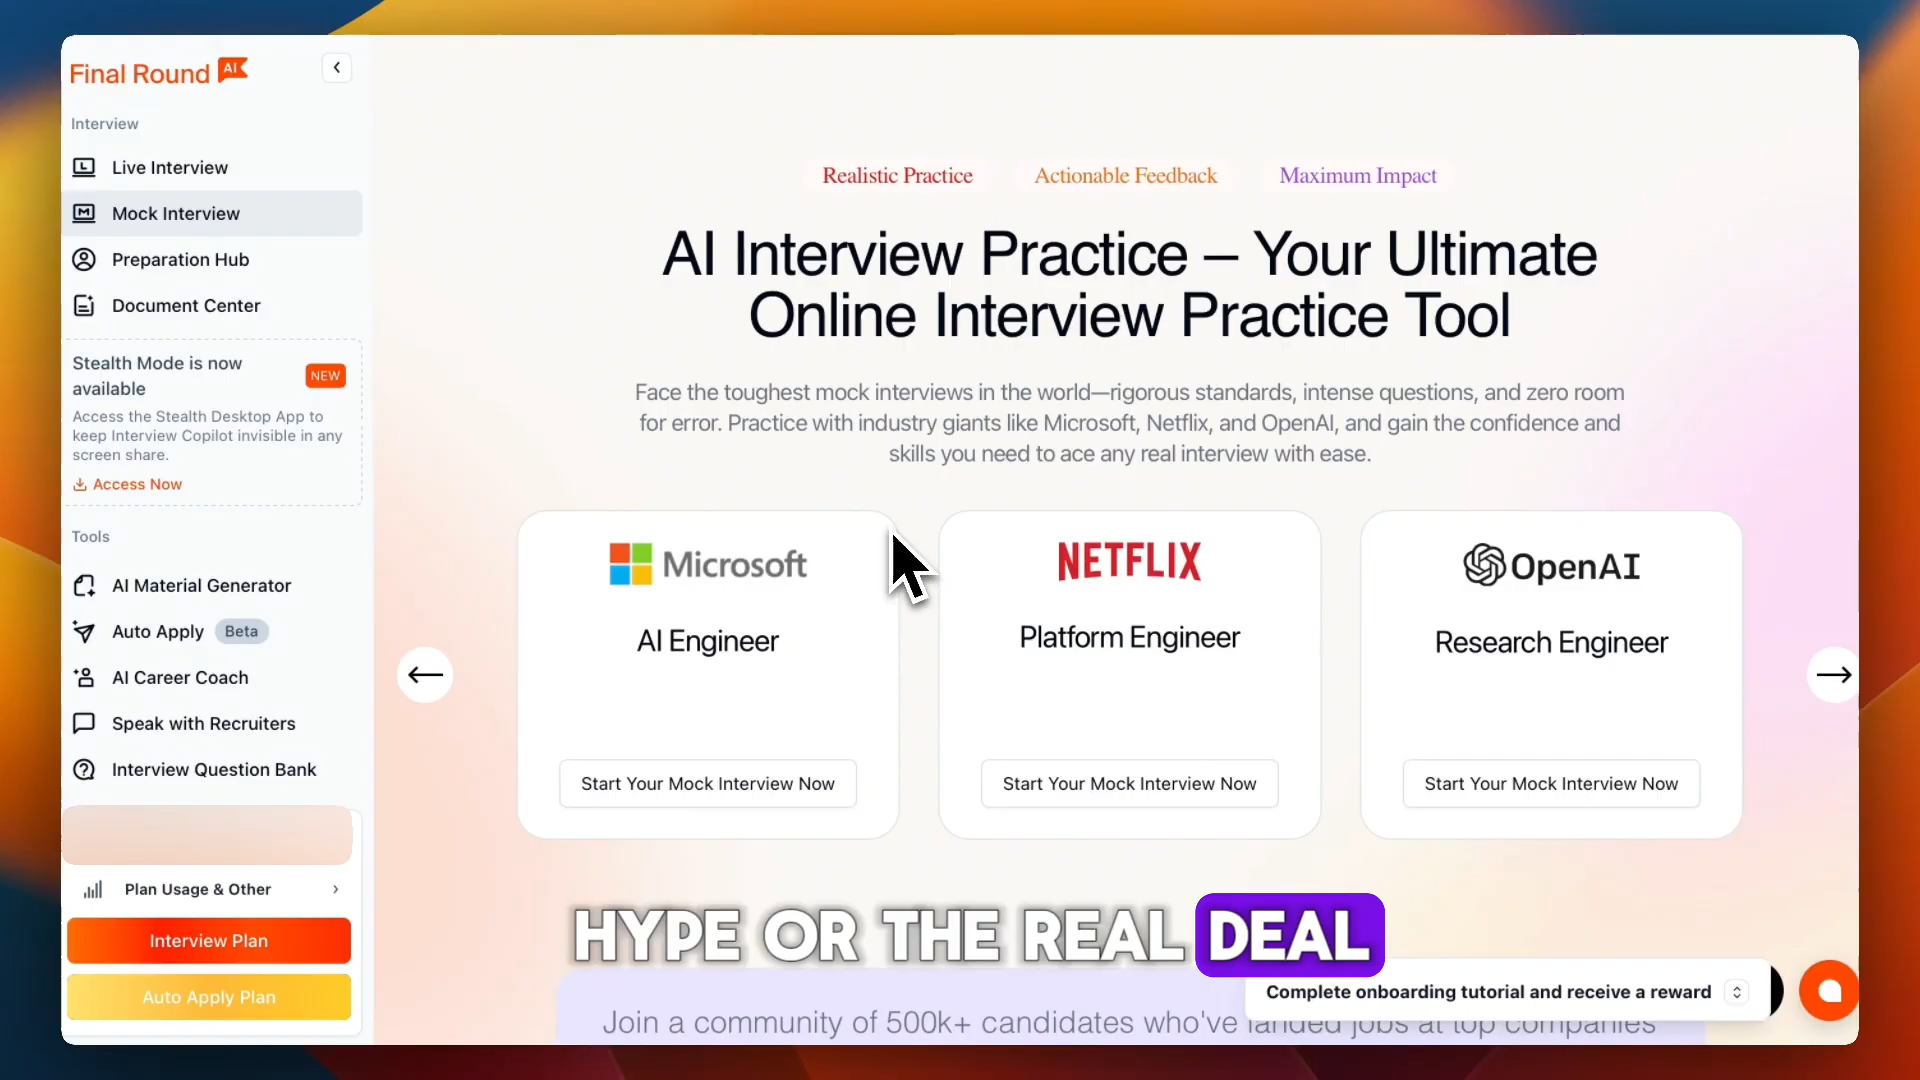 Final Round AI
Interview
Live Interview
Mock Interview
Preparation Hub
Document Center
Stealth Mode is now
available
NEW
Access the Stealth Desktop App to
keep Interview Copilot invisible in any
screen share.
Access Now
Tools
AI Material Generator
Auto Apply Beta
AI Career Coach
Speak with Recruiters
Interview Question Bank
Plan Usage & Other
Interview Plan
Auto Apply Plan
Realistic Practice Actionable Feedback Maximum Impact
AI Interview Practice – Your Ultimate
Online Interview Practice Tool
Face the toughest mock interviews in the world—rigorous standards, intense questions, and zero room
for error. Practice with industry giants like Microsoft, Netflix, and OpenAI, and gain the confidence and
skills you need to ace any real interview with ease.
Microsoft
AI Engineer
Start Your Mock Interview Now
NETFLIX
Platform Engineer
Start Your Mock Interview Now
OpenAI
Research Engineer
Start Your Mock Interview Now
HYPE OR THE REAL DEAL
Complete onboarding tutorial and receive a reward
Join a community of 500k+ candidates who've landed jobs at top companies